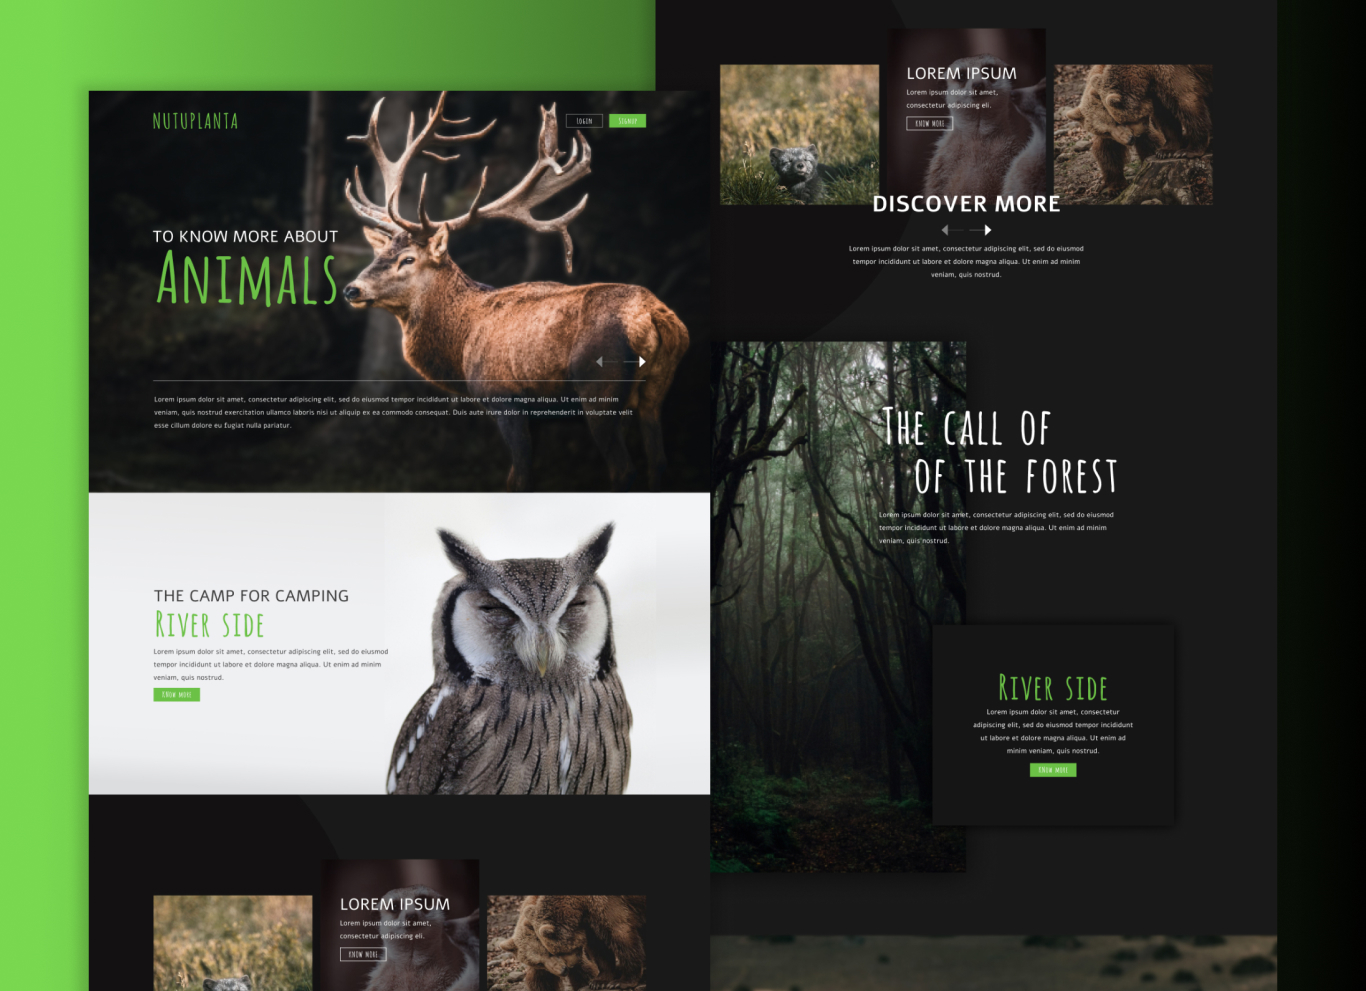 NUTUPLANTA
LOGIN
SIGNUP
TO KNOW MORE ABOUT
ANIMALS
Lorem ipsum dolor sit amet, consectetur adipiscing elit, sed do eiusmod tempor incididunt ut labore et dolore magna aliqua. Ut enim ad minim
veniam, quis nostrud exercitation ullamco laboris nisi ut aliquip ex ea commodo consequat. Duis aute irure dolor in reprehenderit in voluptate velit
esse cillum dolore eu fugiat nulla pariatur.
THE CAMP FOR CAMPING
RIVER SIDE
Lorem ipsum dolor sit amet, consectetur adipiscing elit, sed do eiusmod
tempor incididunt ut labore et dolore magna aliqua. Ut enim ad minim
veniam, quis nostrud.
KNOW MORE
LOREM IPSUM
Lorem ipsum dolor sit amet,
consectetur adipiscing eli.
KNOW MORE
LOREM IPSUM
Lorem ipsum dolor sit amet,
consectetur adipiscing eli.
KNOW MORE
DISCOVER MORE
Lorem ipsum dolor sit amet, consectetur adipiscing elit, sed do eiusmod
tempor incididunt ut labore et dolore magna aliqua. Ut enim ad minim
veniam, quis nostrud.
THE CALL OF
OF THE FOREST
Lorem ipsum dolor sit amet, consectetur adipiscing elit, sed do eiusmod
tempor incididunt ut labore et dolore magna aliqua. Ut enim ad minim
veniam, quis nostrud.
RIVER SIDE
Lorem ipsum dolor sit amet, consectetur
adipiscing elit, sed do eiusmod tempor incididunt
ut labore et dolore magna aliqua. Ut enim ad
minim veniam, quis nostrud.
KNOW MORE